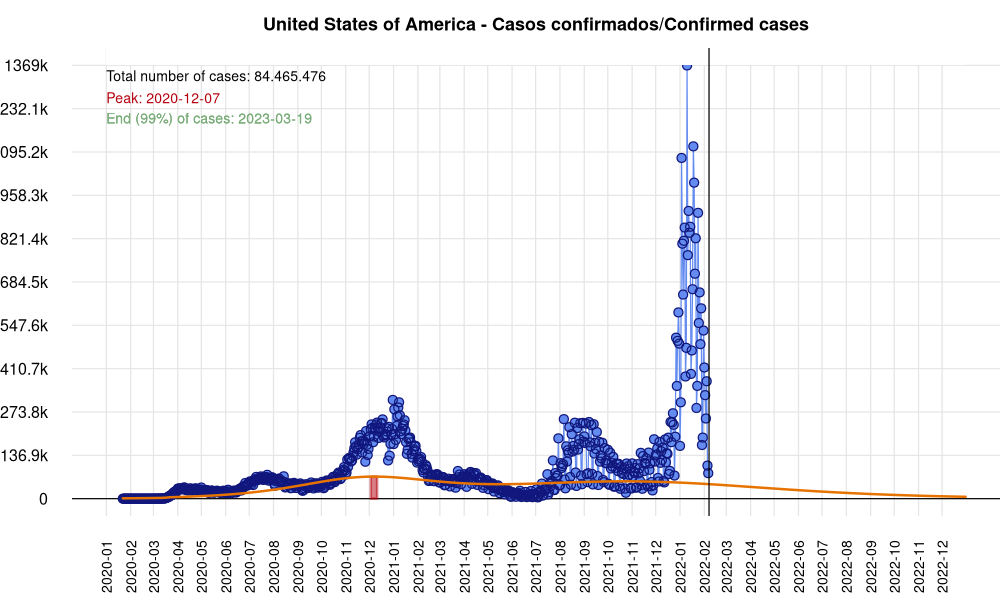 United States of America - Casos confirmados/Confirmed cases
1369k
Total number of cases: 84.465.476
Peak: 2020-12-07
232.1k
End (99%) of cases: 2023-03-19
095.2k
958.3k
821.4k
684.5k
547.6k
410.7k
273.8k
136.9k
0
2020-01
2020-02
2020-03
2020-04
2020-05
2020-06
2020-07
2020-08
2020-09
2020-10
2020-11
2020-12
2021-01
2021-02
2021-03
2021-04
2021-05
2021-06
2021-07
2021-08
2021-09
2021-10
2021-11
2021-12
2022-01
2022-02
2022-03
2022-04
2022-05
2022-06
2022-07
2022-08
2022-09
2022-10
2022-11
2022-12